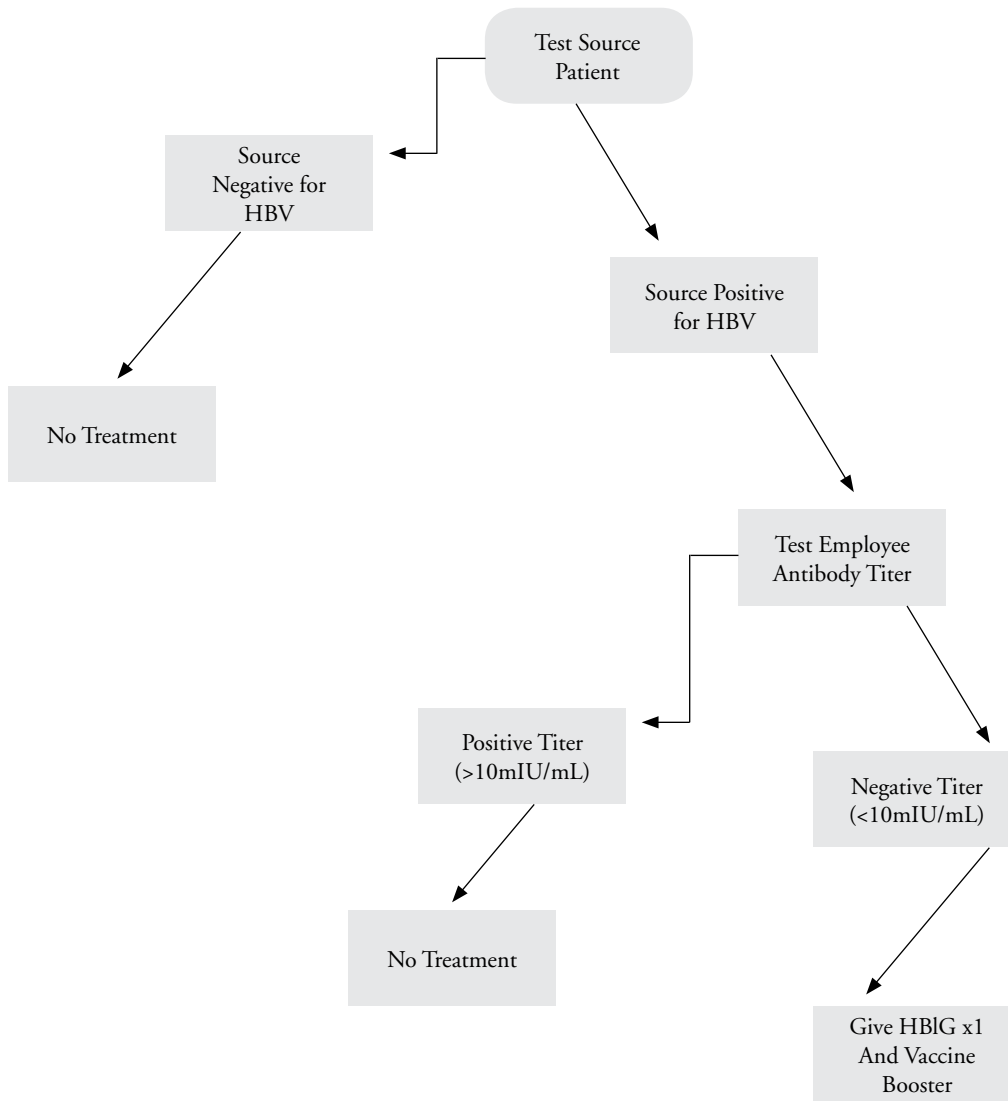 Test Source
Patient
Source
Negative for
HBV
Source Positive
for HBV
No Treatment
Test Employee
Antibody Titer
Positive Titer
(>10mIU/mL)
Negative Titer
(<10mIU/mL)
No Treatment
Give HBlG x1
And Vaccine
Booster